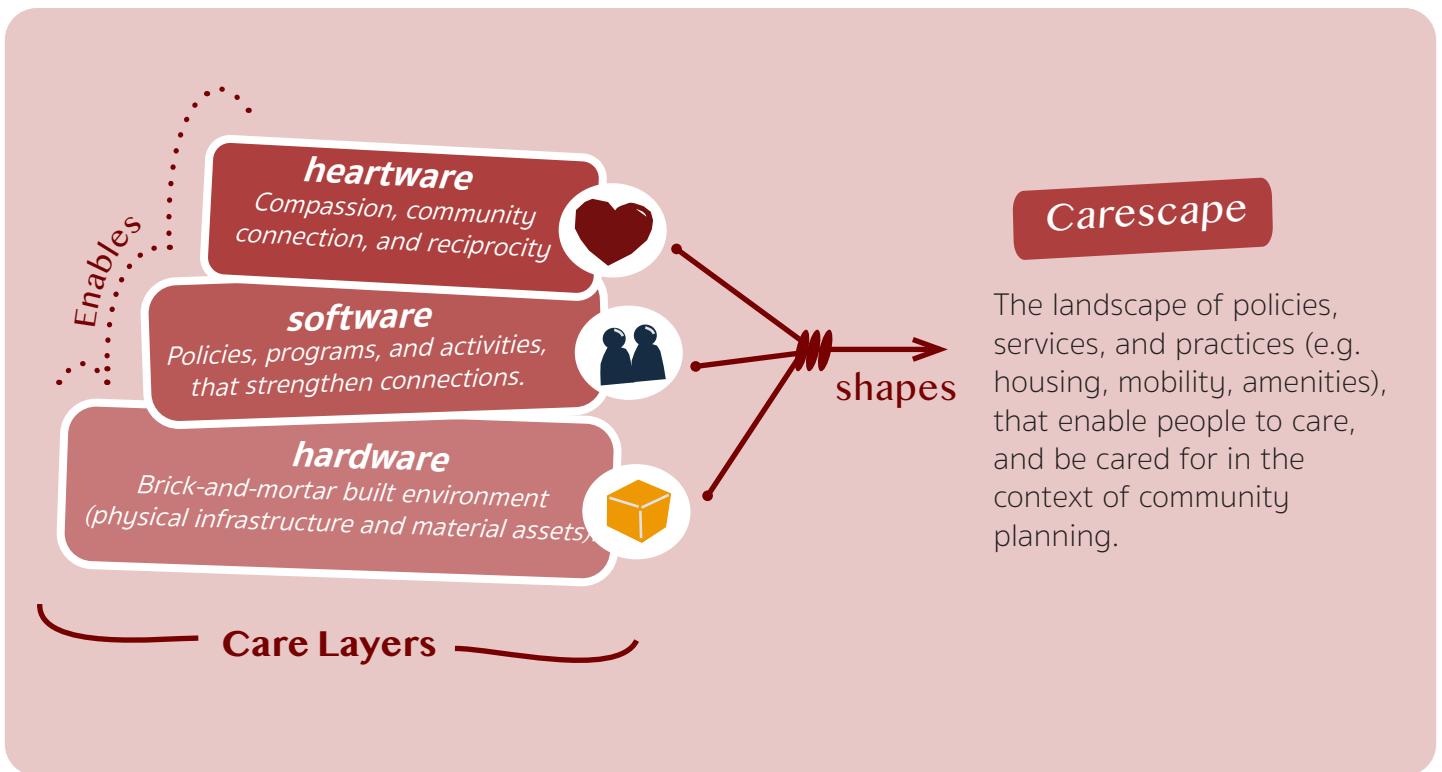 Enables
heartware
Compassion, community
connection, and reciprocity
software
Policies, programs, and activities,
that strengthen connections.
hardware
Brick-and-mortar built environment
(physical infrastructure and material assets).
Care Layers
shapes
Carescape
The landscape of policies,
services, and practices (e.g.
housing, mobility, amenities),
that enable people to care,
and be cared for in the
context of community
planning.